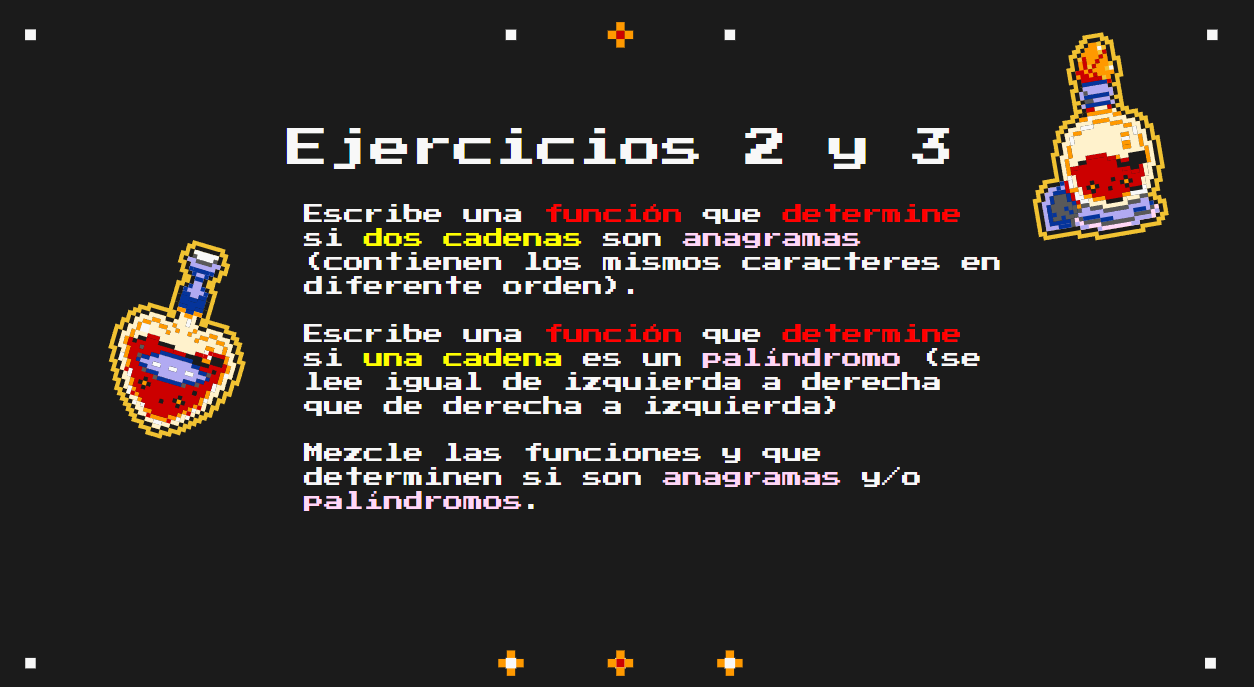 Ejercicios 2 y 3
Escribe una función que determine
si dos cadenas son anagramas
(contienen los mismos caracteres en
diferente orden).
Escribe una función que determine
si una cadena es un palíndromo (se
lee igual de izquierda a derecha
que de derecha a izquierda)
Mezcle las funciones y que
determinen si son anagramas y/o
palíndromos.